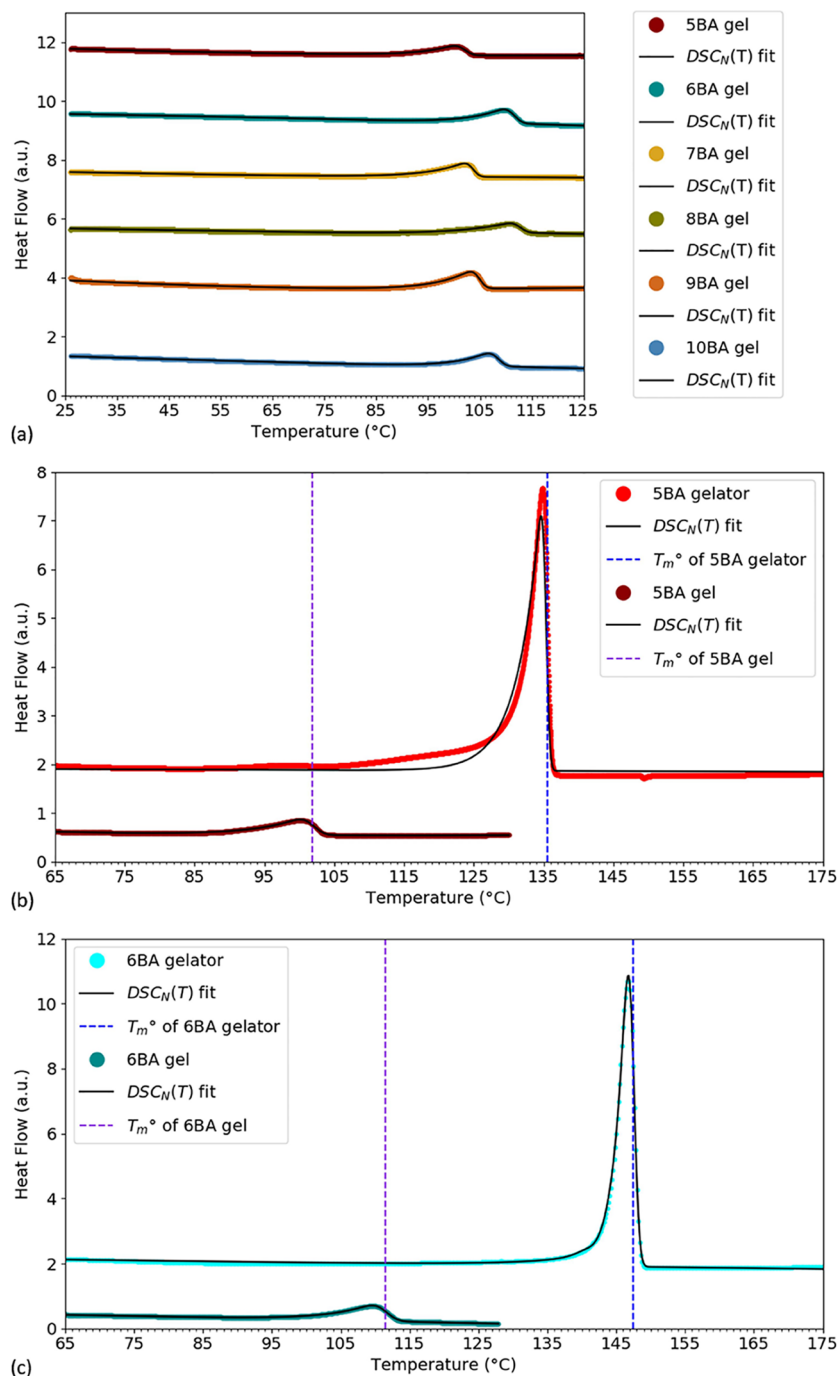 12
10
8
6
4
2
0
Heat Flow (a.u.)
25 35 45 55 65 75 85 95 105 115 125
Temperature (°C)
(a)
5BA gel
DSC_N(T) fit
6BA gel
DSC_N(T) fit
7BA gel
DSC_N(T) fit
8BA gel
DSC_N(T) fit
9BA gel
DSC_N(T) fit
10BA gel
DSC_N(T) fit
8
7
6
5
4
3
2
1
0
Heat Flow (a.u.)
5BA gelator
DSC_N(T) fit
T_m° of 5BA gelator
5BA gel
DSC_N(T) fit
T_m° of 5BA gel
65 75 85 95 105 115 125 135 145 155 165 175
Temperature (°C)
(b)
12
10
8
6
4
2
0
Heat Flow (a.u.)
6BA gelator
DSC_N(T) fit
T_m° of 6BA gelator
6BA gel
DSC_N(T) fit
T_m° of 6BA gel
65 75 85 95 105 115 125 135 145 155 165 175
Temperature (°C)
(c)